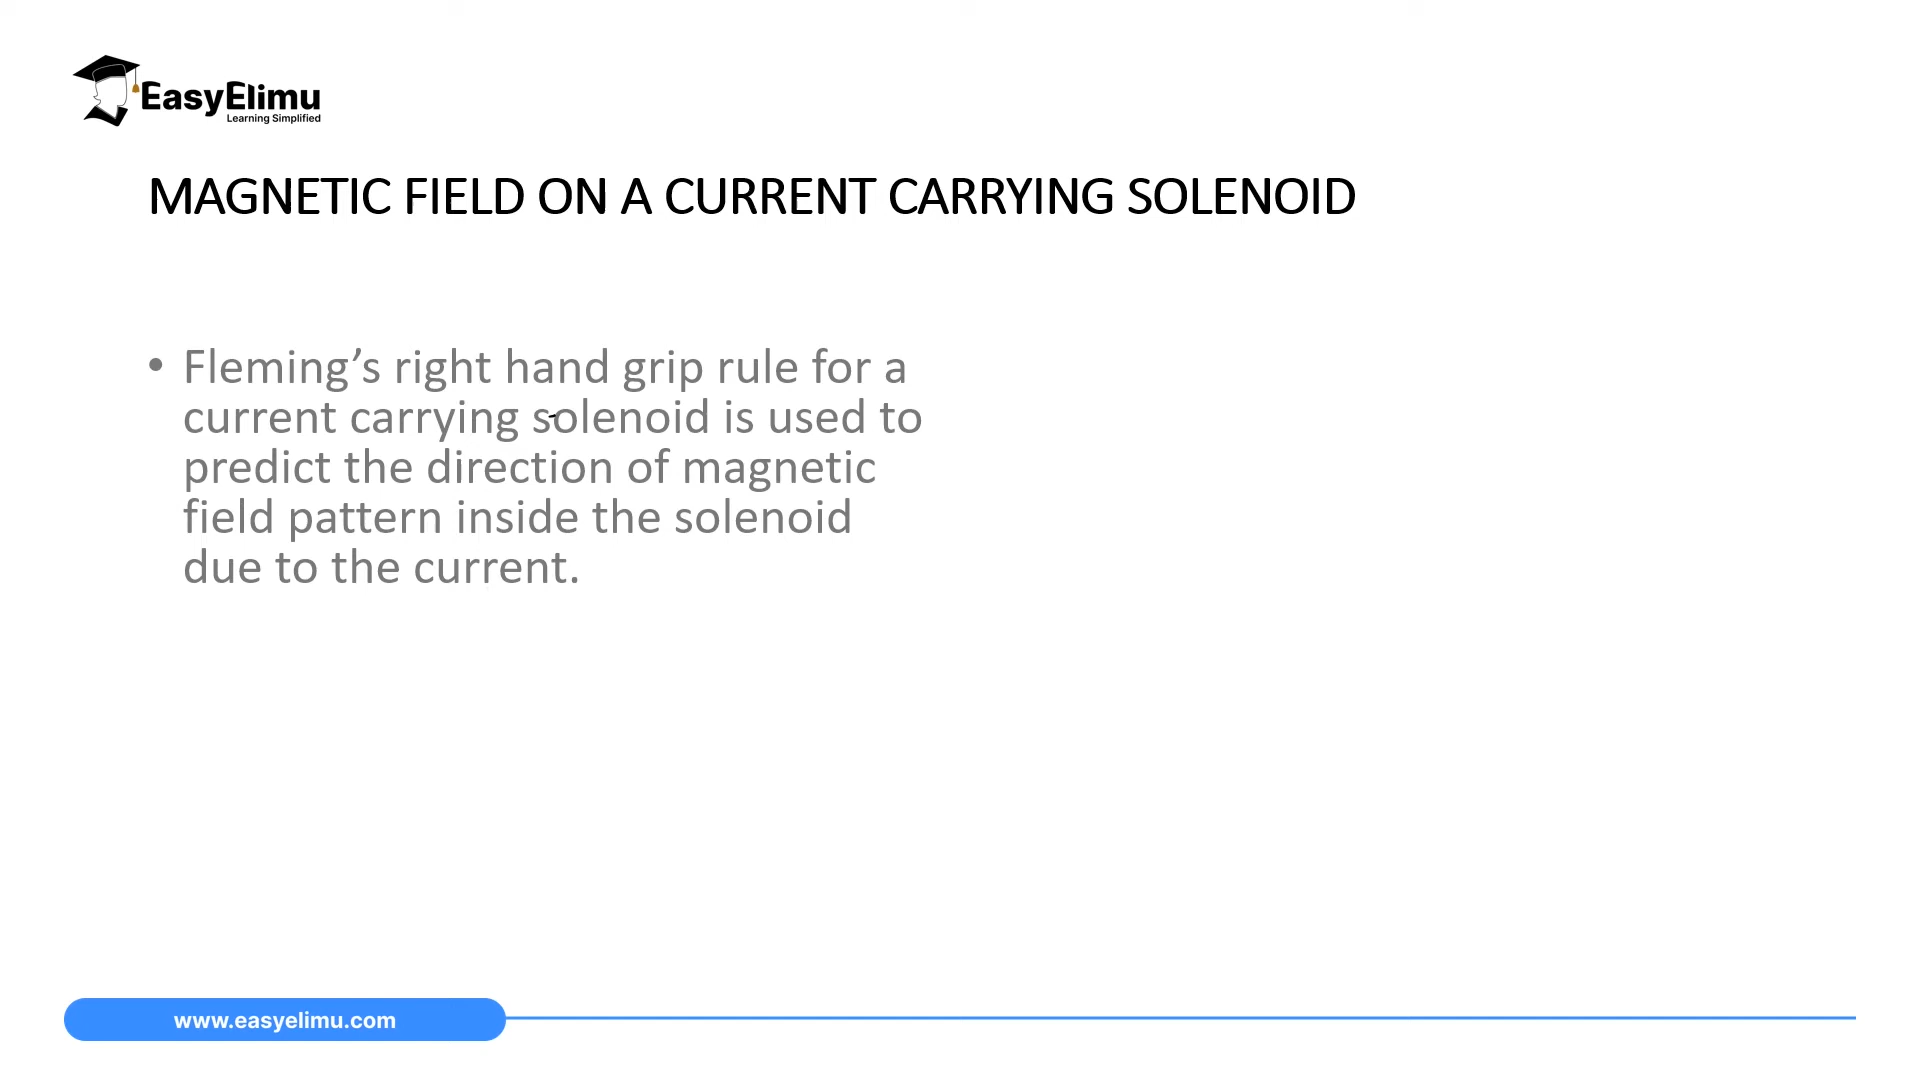 EasyElimu
Learning Simplified
MAGNETIC FIELD ON A CURRENT CARRYING SOLENOID
• Fleming’s right hand grip rule for a
current carrying solenoid is used to
predict the direction of magnetic
field pattern inside the solenoid
due to the current.
www.easyelimu.com